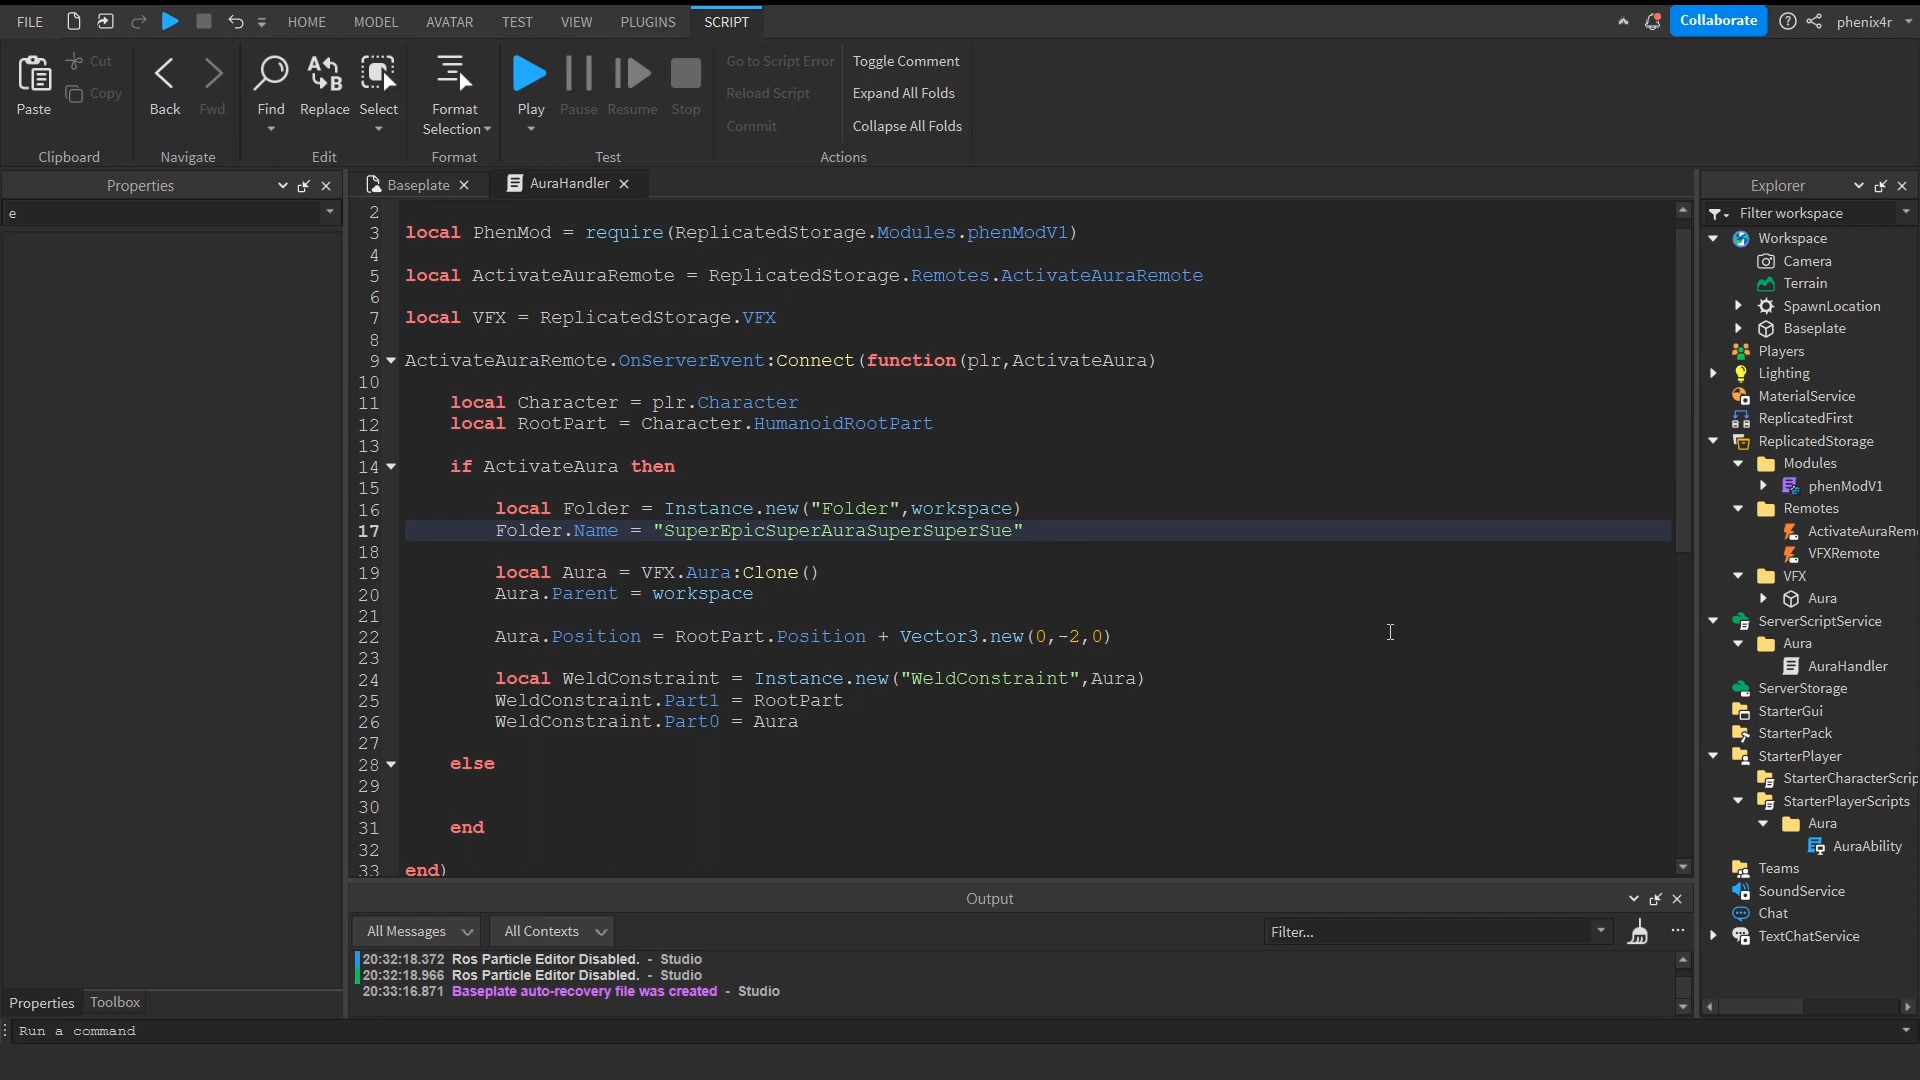 FILE HOME MODEL AVATAR TEST VIEW PLUGINS SCRIPT Collaborate phenix4r
Paste Cut Copy
Clipboard
Back Fwd
Navigate
Find Replace Select
Edit
Format Selection
Format
Play Pause Resume Stop
Test
Go to Script Error Toggle Comment
Reload Script Expand All Folds
Commit Collapse All Folds
Actions
Properties
e
Baseplate AuraHandler
2
3 local PhenMod = require(ReplicatedStorage.Modules.phenModV1)
4
5 local ActivateAuraRemote = ReplicatedStorage.Remotes.ActivateAuraRemote
6
7 local VFX = ReplicatedStorage.VFX
8
9 ActivateAuraRemote.OnServerEvent:Connect(function(plr,ActivateAura)
10
11 local Character = plr.Character
12 local RootPart = Character.HumanoidRootPart
13
14 if ActivateAura then
15
16 local Folder = Instance.new("Folder",workspace)
17 Folder.Name = "SuperEpicSuperAuraSuperSuperSue"
18
19 local Aura = VFX.Aura:Clone()
20 Aura.Parent = workspace
21
22 Aura.Position = RootPart.Position + Vector3.new(0,-2,0)
23
24 local WeldConstraint = Instance.new("WeldConstraint",Aura)
25 WeldConstraint.Part1 = RootPart
26 WeldConstraint.Part0 = Aura
27
28 else
29
30
31 end
32
33 end)
Explorer
Filter workspace
Workspace
Camera
Terrain
SpawnLocation
Baseplate
Players
Lighting
MaterialService
ReplicatedFirst
ReplicatedStorage
Modules
phenModV1
Remotes
ActivateAuraRem
VFXRemote
VFX
Aura
ServerScriptService
Aura
AuraHandler
ServerStorage
StarterGui
StarterPack
StarterPlayer
StarterCharacterScrip
StarterPlayerScripts
Aura
AuraAbility
Teams
SoundService
Chat
TextChatService
Output
All Messages All Contexts Filter...
20:32:18.372 Ros Particle Editor Disabled. - Studio
20:32:18.966 Ros Particle Editor Disabled. - Studio
20:33:16.871 Baseplate auto-recovery file was created - Studio
Properties Toolbox
Run a command